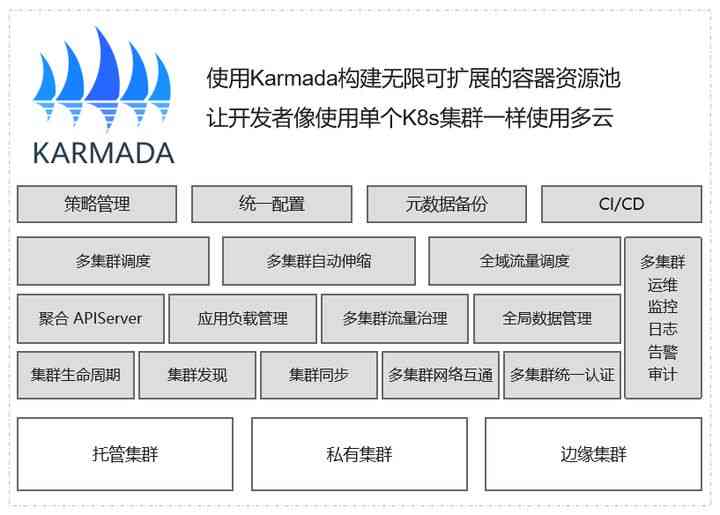 使用Karmada构建无限可扩展的容器资源池
让开发者像使用单个K8s集群一样使用多云
KARMADA
策略管理
统一配置
元数据备份
CI/CD
多集群调度
多集群自动伸缩
全域流量调度
多集群
运维
监控
日志
告警
审计
聚合 APIServer
应用负载管理
多集群流量治理
全局数据管理
集群生命周期
集群发现
集群同步
多集群网络互通
多集群统一认证
托管集群
私有集群
边缘集群